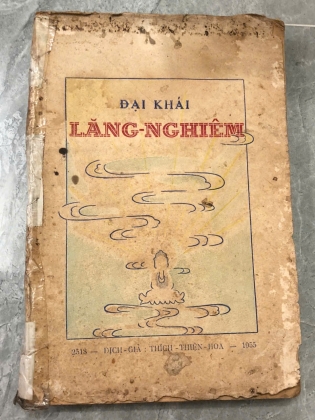 ĐẠI KHÁI
LĂNG-NGHIÊM
2518 — DỊCH-GIẢ : THÍCH-THIỆN-HOA — 1955